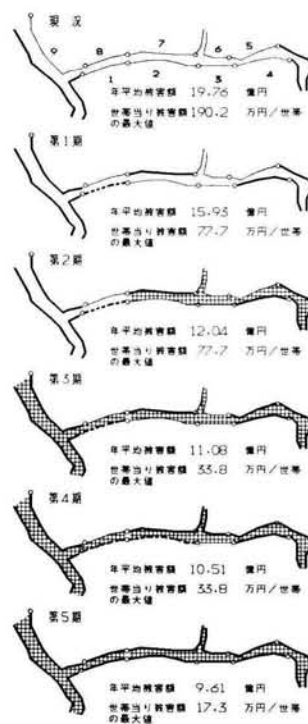 現 況
9 8 7 6 5
1 2 3 4
年平均被害額 19.76 億円
世帯当り被害額 190.2 万円/世帯
の最大値
第1期
年平均被害額 15.93 億円
世帯当り被害額 77.7 万円/世帯
の最大値
第2期
年平均被害額 12.04 億円
世帯当り被害額 77.7 万円/世帯
の最大値
第3期
年平均被害額 11.08 億円
世帯当り被害額 33.8 万円/世帯
の最大値
第4期
年平均被害額 10.51 億円
世帯当り被害額 33.8 万円/世帯
の最大値
第5期
年平均被害額 9.61 億円
世帯当り被害額 17.3 万円/世帯
の最大値